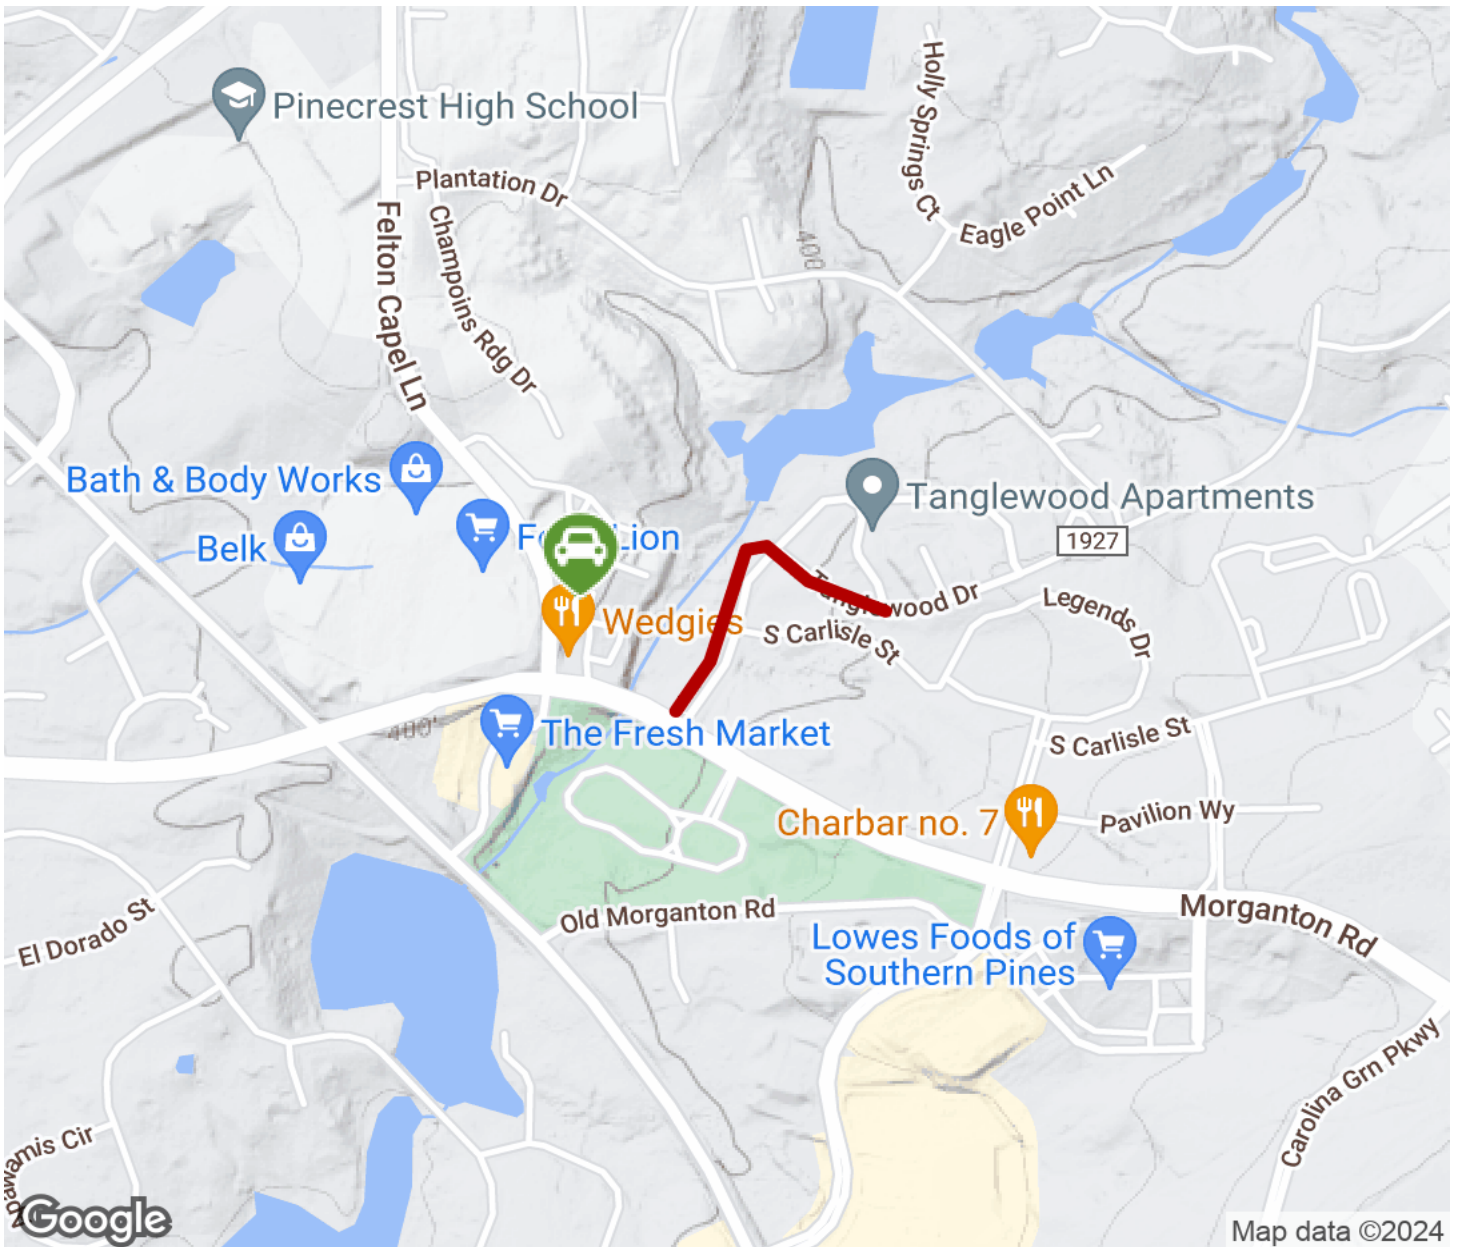 Pinecrest High School
Holly Springs Ct
Plantation Dr
Eagle Point Ln
Felton Capel Ln
Champoins Rdg Dr
400
Bath & Body Works
Belk
Tanglewood Apartments
1927
Wedgies
Tanglewood Dr
S Carlisle St
Legends Dr
400'
The Fresh Market
S Carlisle St
Charbar no. 7
Pavilion Wy
El Dorado St
Old Morganton Rd
Morganton Rd
Lowes Foods of
Southern Pines
Carolina Grn Pkwy
Cir
Google
Map data ©2024